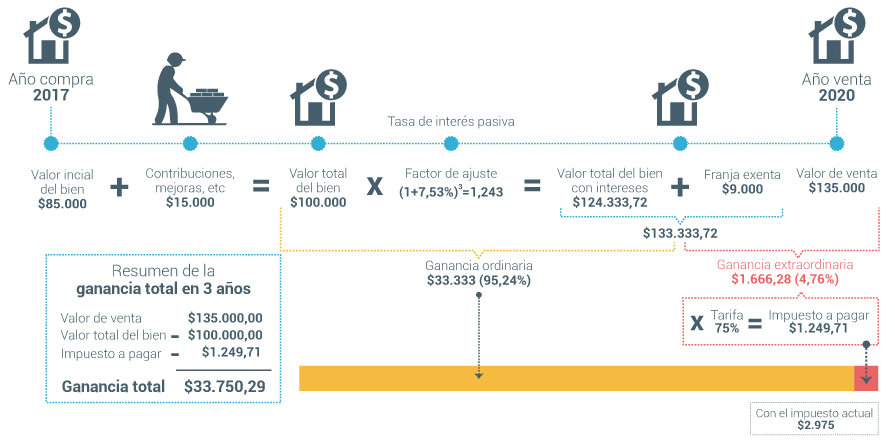 Año compra
2017
Año venta
2020
Tasa de interés pasiva
Valor incial
del bien
$85.000
+
Contribuciones,
mejoras, etc
$15.000
=
Valor total
del bien
$100.000
x
Factor de ajuste
(1+7,53%)³=1,243
=
Valor total del bien
con intereses
$124.333,72
+
Franja exenta
$9.000
Valor de venta
$135.000
$133.333,72
Ganancia ordinaria
$33.333 (95,24%)
Ganancia extraordinaria
$1.666,28 (4,76%)
x Tarifa = Impuesto a pagar
75% $1.249,71
Resumen de la
ganancia total en 3 años
Valor de venta $135.000,00
Valor total del bien - $100.000,00
Impuesto a pagar - $1.249,71
Ganancia total $33.750,29
Con el impuesto actual
$2.975